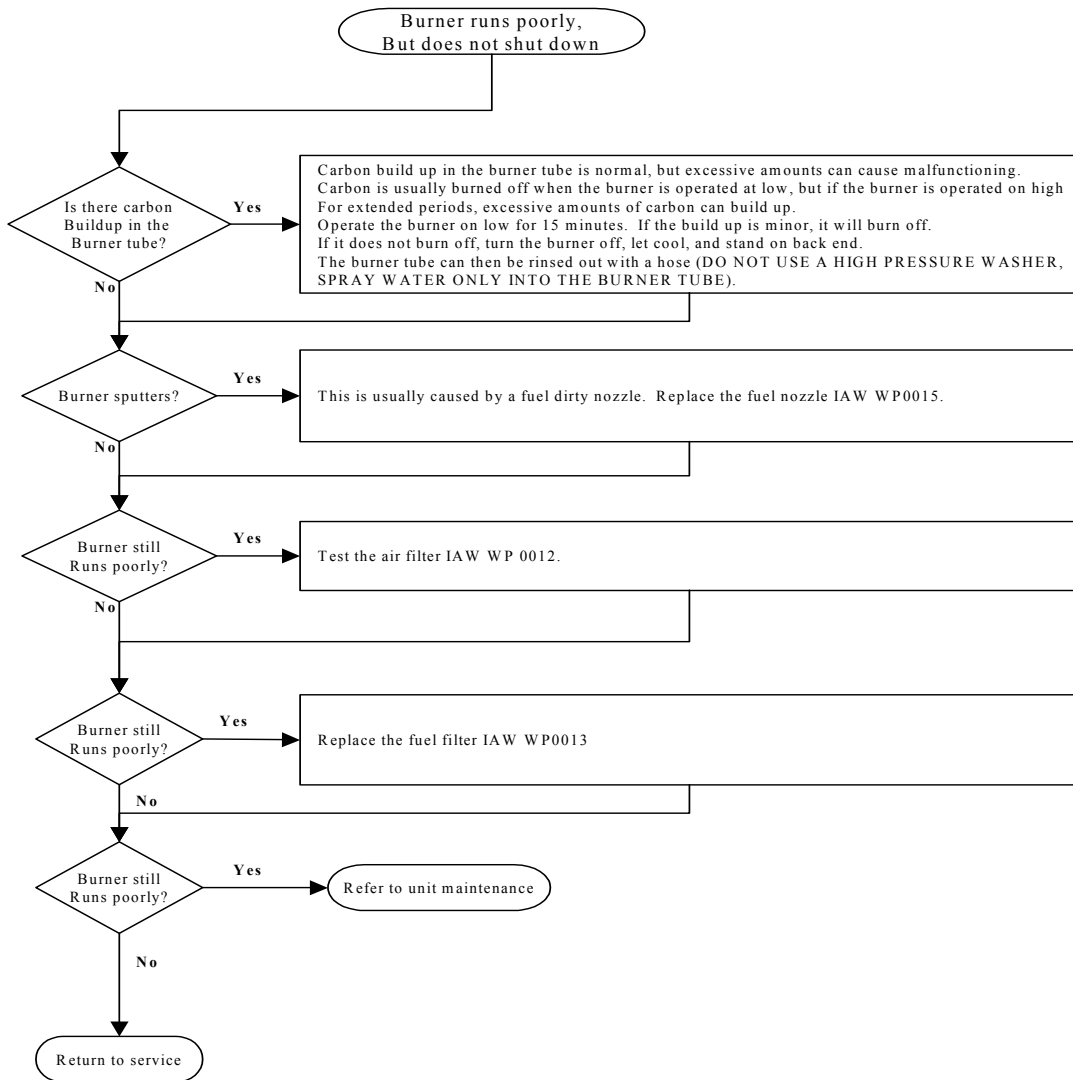 Burner runs poorly,
But does not shut down
Is there carbon
Buildup in the
Burner tube?
Yes
Carbon build up in the burner tube is normal, but excessive amounts can cause malfunctioning.
Carbon is usually burned off when the burner is operated at low, but if the burner is operated on high
For extended periods, excessive amounts of carbon can build up.
Operate the burner on low for 15 minutes. If the build up is minor, it will burn off.
If it does not burn off, turn the burner off, let cool, and stand on back end.
The burner tube can then be rinsed out with a hose (DO NOT USE A HIGH PRESSURE WASHER,
SPRAY WATER ONLY INTO THE BURNER TUBE).
No
Burner sputters?
Yes
This is usually caused by a fuel dirty nozzle. Replace the fuel nozzle IAW WP0015.
No
Burner still
Runs poorly?
Yes
Test the air filter IAW WP 0012.
No
Burner still
Runs poorly?
Yes
Replace the fuel filter IAW WP0013
No
Burner still
Runs poorly?
Yes
Refer to unit maintenance
No
Return to service